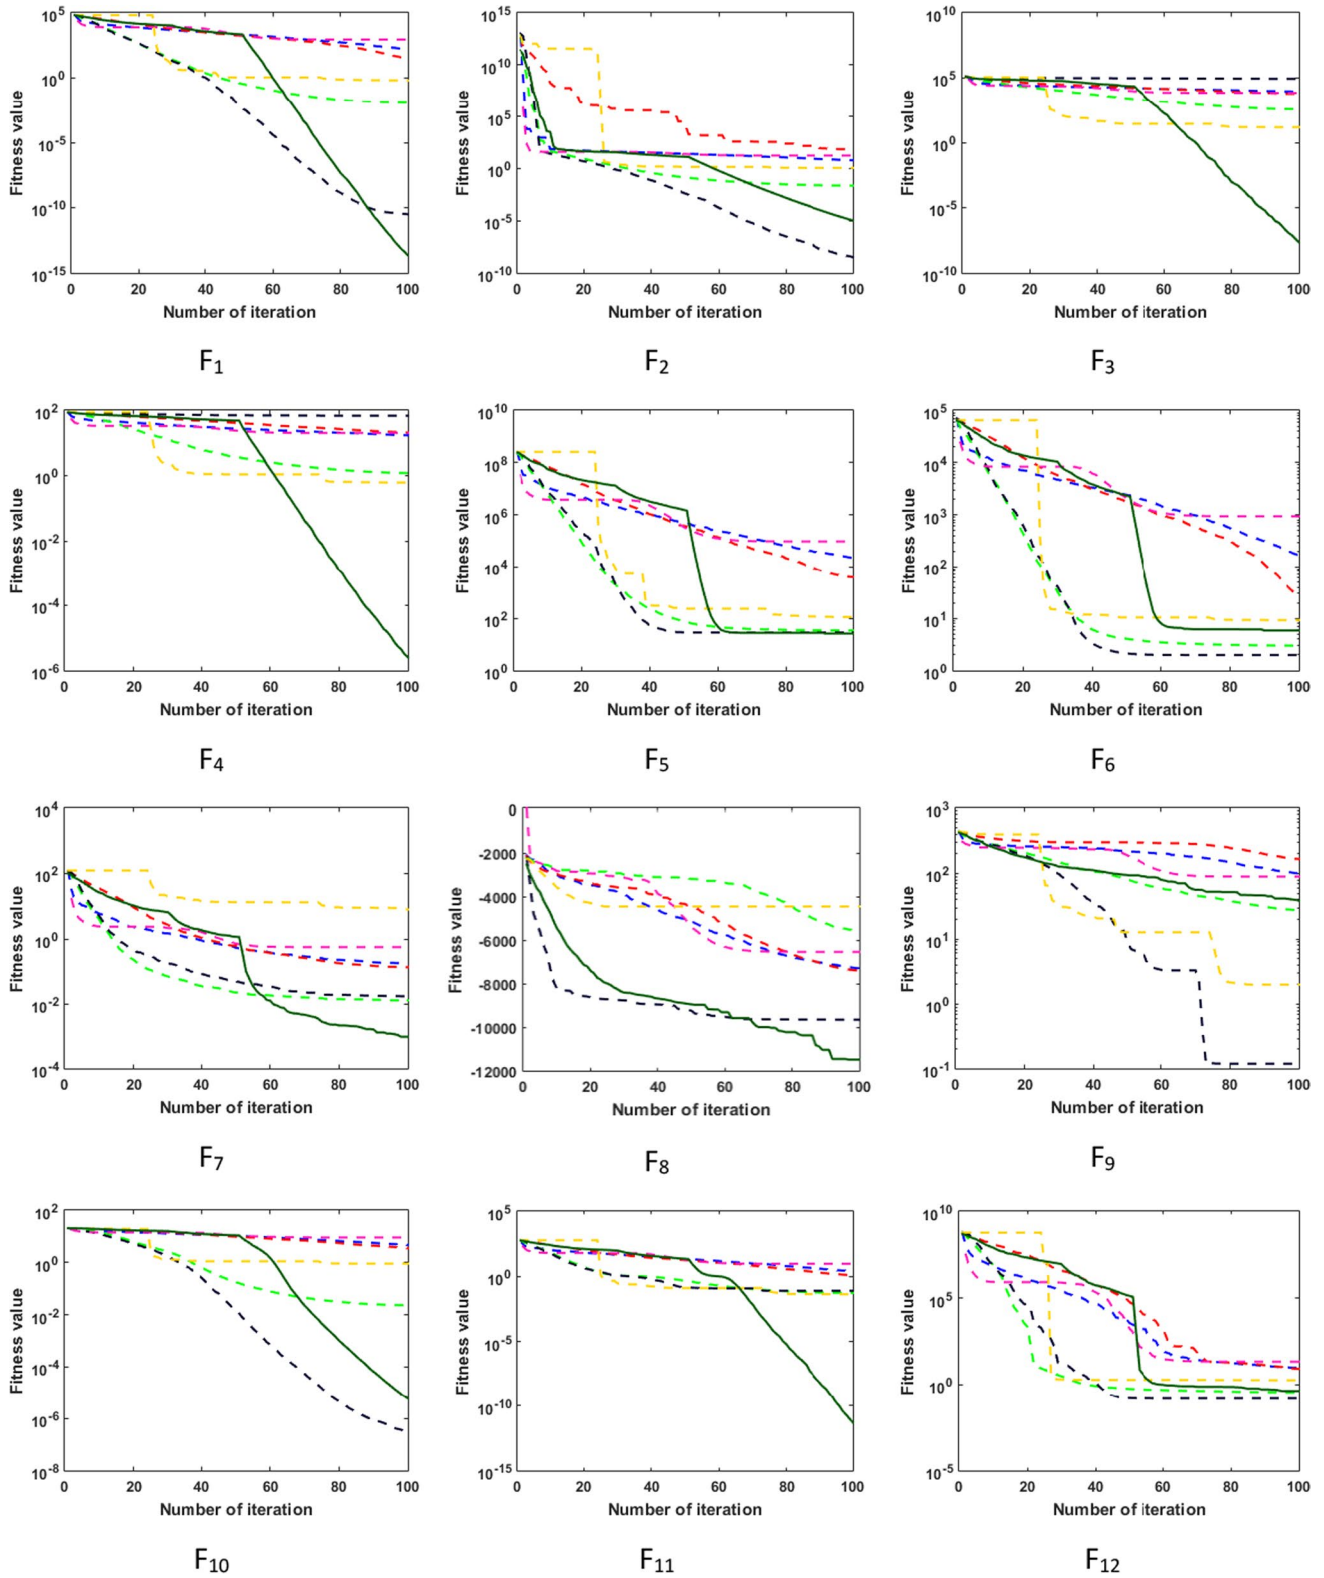 Fitness value
10^5
10^0
10^-5
10^-10
10^-15
0 20 40 60 80 100
Number of iteration
F1
Fitness value
10^15
10^10
10^5
10^0
10^-5
10^-10
0 20 40 60 80 100
Number of iteration
F2
Fitness value
10^10
10^5
10^0
10^-5
10^-10
0 20 40 60 80 100
Number of iteration
F3
Fitness value
10^2
10^0
10^-2
10^-4
10^-6
0 20 40 60 80 100
Number of iteration
F4
Fitness value
10^10
10^8
10^6
10^4
10^2
10^0
0 20 40 60 80 100
Number of iteration
F5
Fitness value
10^5
10^4
10^3
10^2
10^1
10^0
0 20 40 60 80 100
Number of iteration
F6
Fitness value
10^4
10^2
10^0
10^-2
10^-4
0 20 40 60 80 100
Number of iteration
F7
Fitness value
0
-2000
-4000
-6000
-8000
-10000
-12000
0 20 40 60 80 100
Number of iteration
F8
Fitness value
10^3
10^2
10^1
10^0
10^-1
0 20 40 60 80 100
Number of iteration
F9
Fitness value
10^2
10^0
10^-2
10^-4
10^-6
10^-8
0 20 40 60 80 100
Number of iteration
F10
Fitness value
10^5
10^0
10^-5
10^-10
10^-15
0 20 40 60 80 100
Number of iteration
F11
Fitness value
10^10
10^5
10^0
10^-5
0 20 40 60 80 100
Number of iteration
F12